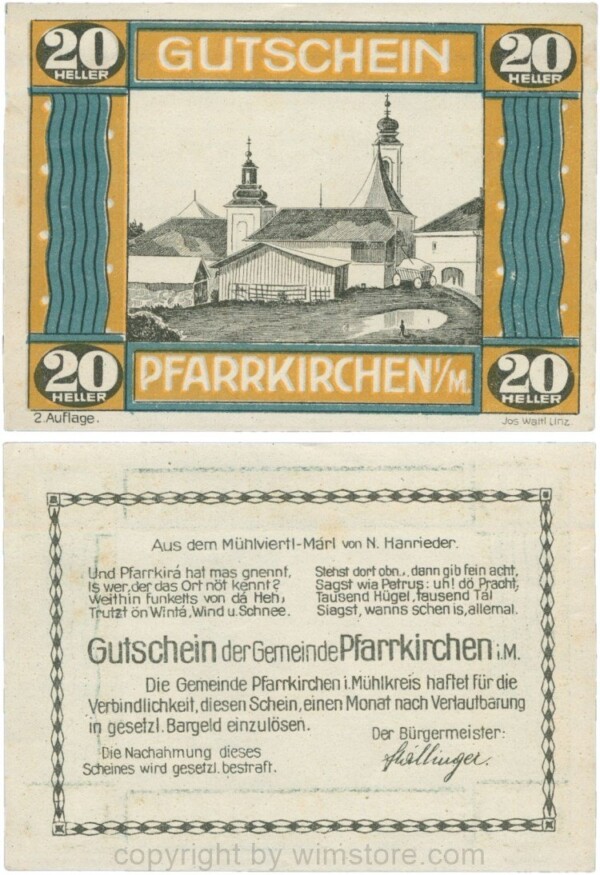 20 HELLER GUTSCHEIN 20 HELLER
20 HELLER PFARRKIRCHEN i/M. 20 HELLER
2. Auflage. Jos Waltl Linz.
Aus dem Mühlviertl-Márl von N. Hanrieder.
Und Pfarrkirá hat mas gnennt,
Is wer, der das Ort nöt kennt?
Weithin funketts von dá Heh,
Trutzt ön Wintá, Wind u. Schnee.
Stehst dort obn., dann gib fein acht,
Sagst wia Petrus: uh! dö Pracht,
Tausend Hügel, tausend Tal
Siagst, wanns schen is, allemal.
Gutschein der Gemeinde Pfarrkirchen i.M.
Die Gemeinde Pfarrkirchen i. Mühlkreis haftet für die
Verbindlichkeit, diesen Schein, einen Monat nach Verlautbarung
in gesetzl. Bargeld einzulösen.
Der Bürgermeister:
Die Nachahmung dieses
Scheines wird gesetzl. bestraft.
copyright by wimstore.com